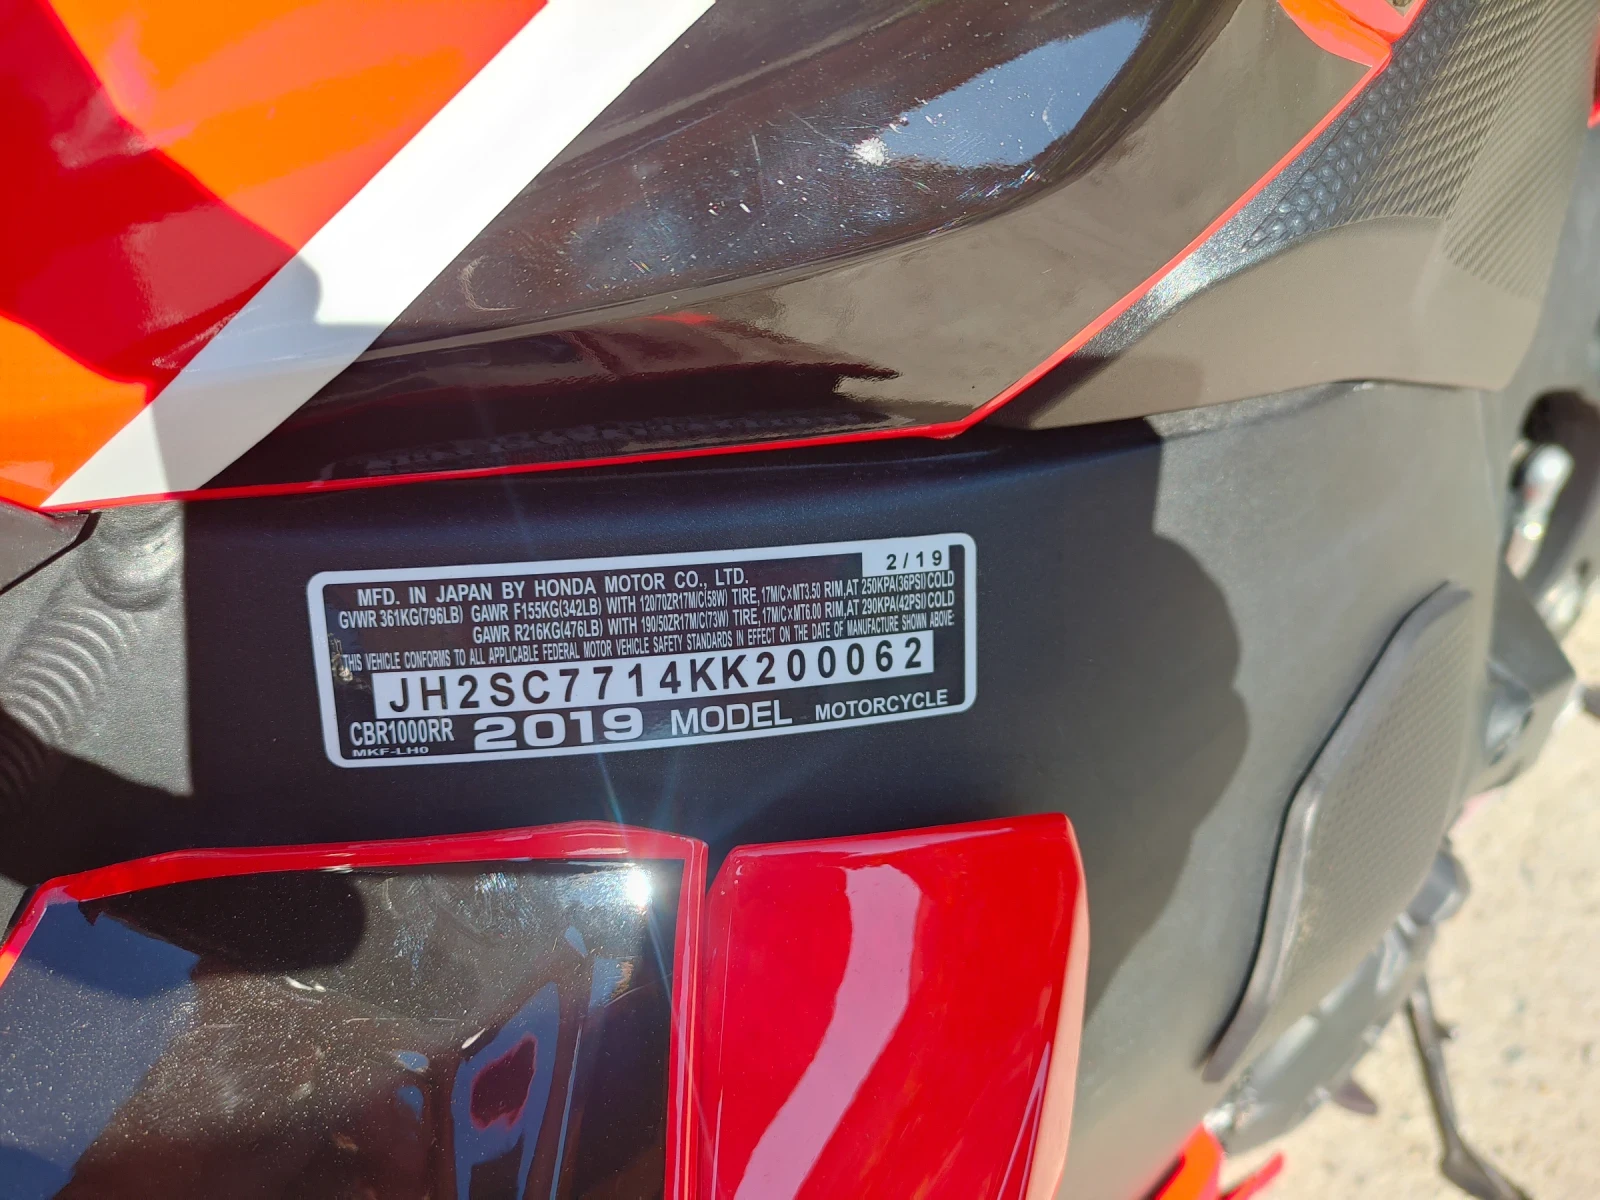 2/19
MFD. IN JAPAN BY HONDA MOTOR CO., LTD.
GVWR 361KG(796LB) GAWR F155KG(342LB) WITH 120/70ZR17M/C(58W) TIRE, 17M/C×MT3.50 RIM, AT 250KPA(36PSI)COLD
GAWR R216KG(476LB) WITH 190/50ZR17M/C(73W) TIRE, 17M/C×MT6.00 RIM, AT 290KPA(42PSI) COLD
THIS VEHICLE CONFORMS TO ALL APPLICABLE FEDERAL MOTOR VEHICLE SAFETY STANDARDS IN EFFECT ON THE DATE OF MANUFACTURE SHOWN ABOVE.
JH2SC7714KK200062
CBR1000RR 2019 MODEL MOTORCYCLE
MKF-LH0